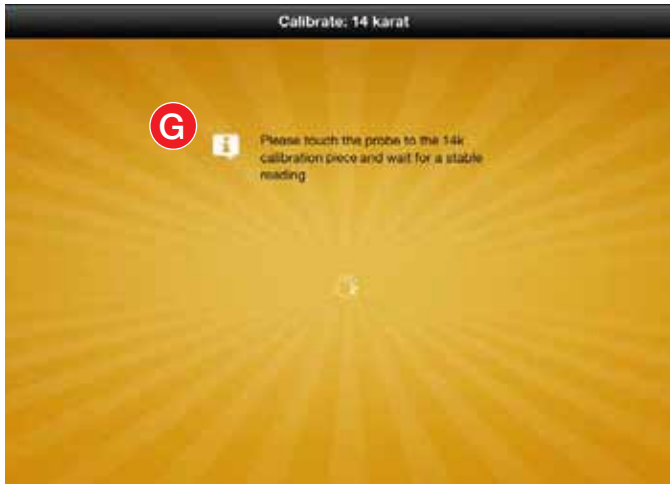 Calibrate: 14 karat
G
Please touch the probe to the 14k
calibration piece and wait for a stable
reading